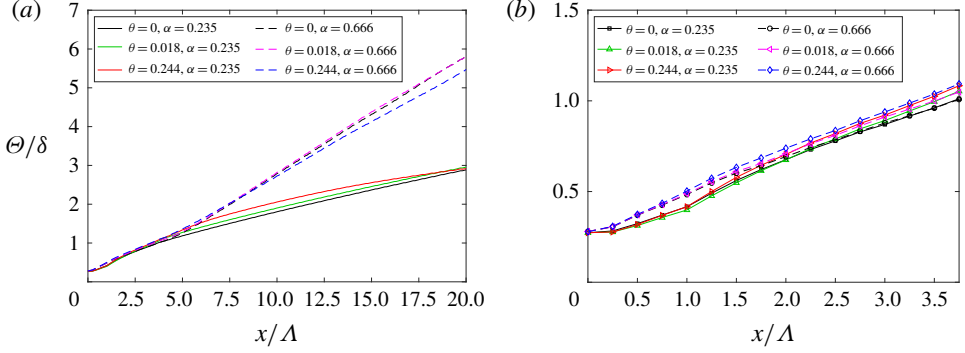 (a)
7
6
5
4
3
2
1
0
Θ/δ
θ = 0, α = 0.235
θ = 0.018, α = 0.235
θ = 0.244, α = 0.235
θ = 0, α = 0.666
θ = 0.018, α = 0.666
θ = 0.244, α = 0.666
2.5 5.0 7.5 10.0 12.5 15.0 17.5 20.0
x/Λ
(b)
1.5
1.0
0.5
0
θ = 0, α = 0.235
θ = 0.018, α = 0.235
θ = 0.244, α = 0.235
θ = 0, α = 0.666
θ = 0.018, α = 0.666
θ = 0.244, α = 0.666
0.5 1.0 1.5 2.0 2.5 3.0 3.5
x/Λ